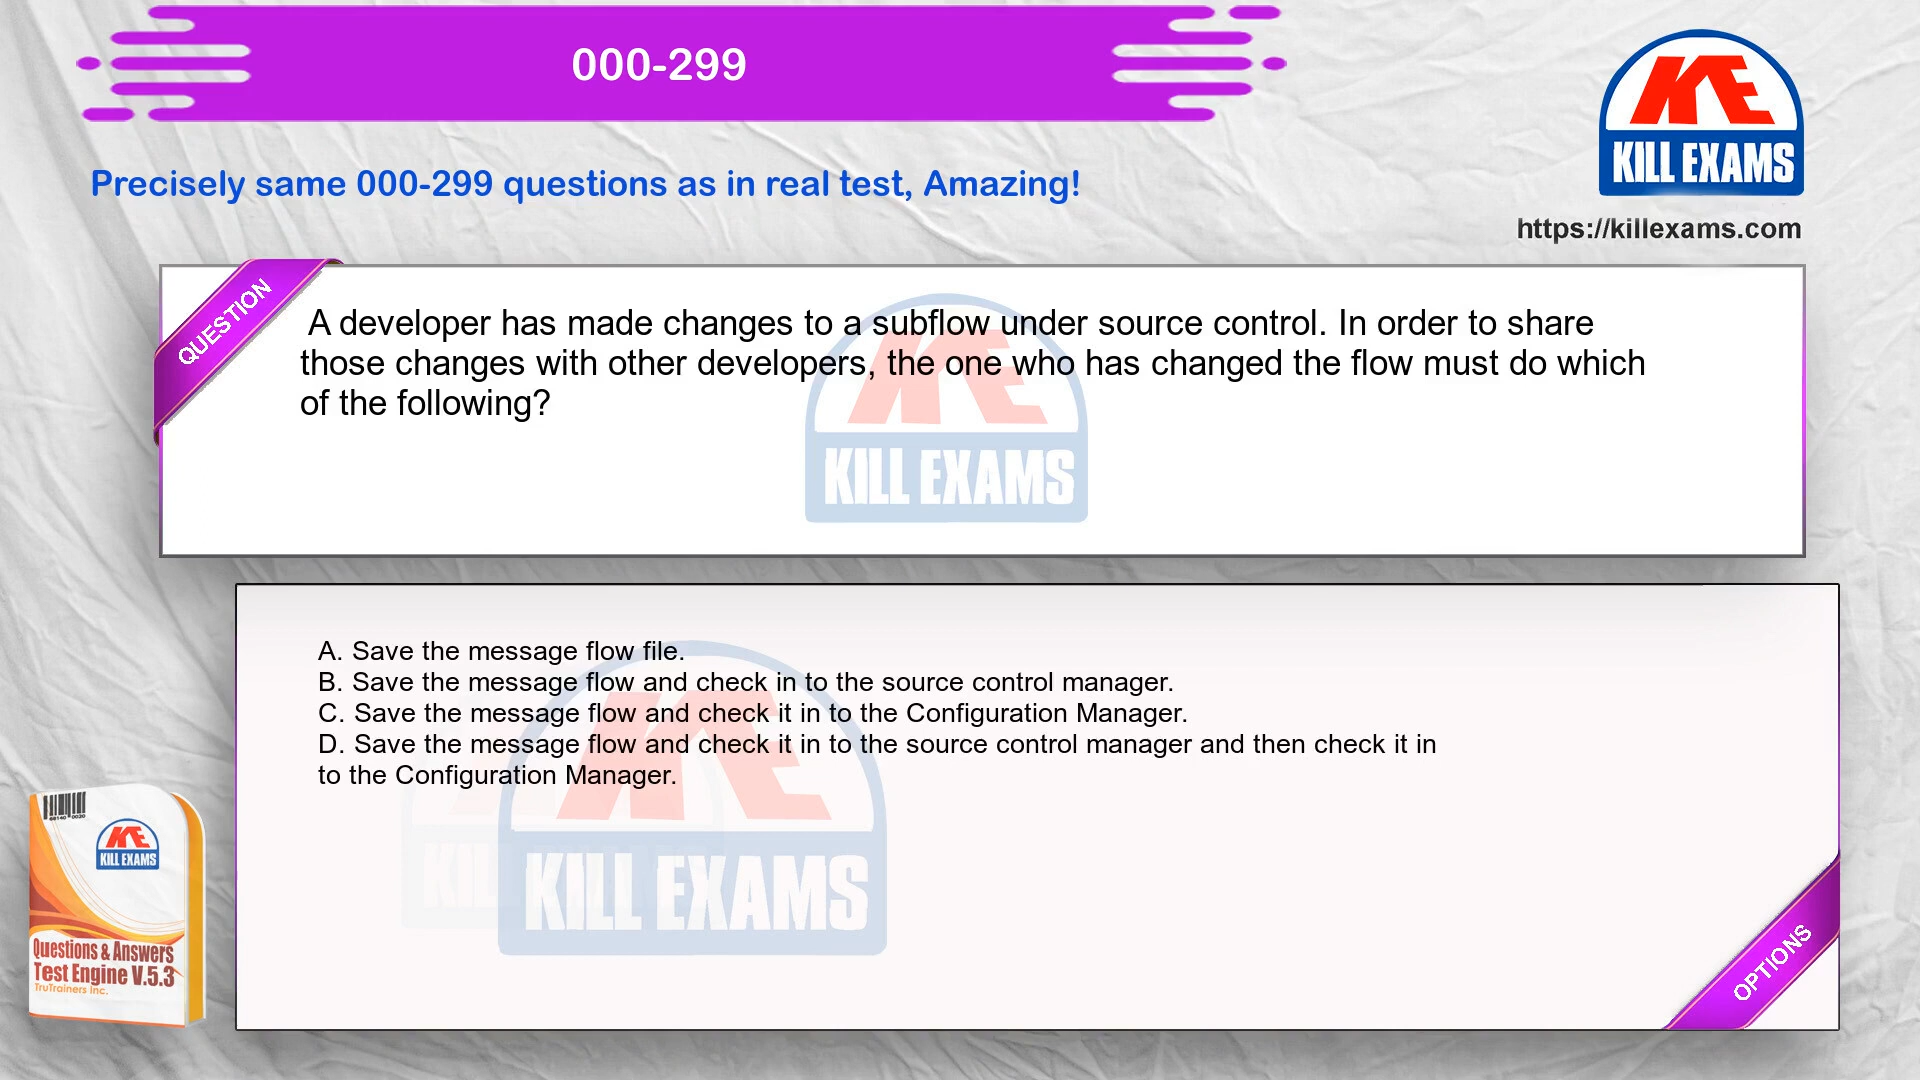 000-299
KILL EXAMS
Precisely same 000-299 questions as in real test, Amazing!
https://killexams.com
QUESTION
A developer has made changes to a subflow under source control. In order to share
those changes with other developers, the one who has changed the flow must do which
of the following?
KILL EXAMS
A. Save the message flow file.
B. Save the message flow and check in to the source control manager.
C. Save the message flow and check it in to the Configuration Manager.
D. Save the message flow and check it in to the source control manager and then check it in
to the Configuration Manager.
KILL
KILL EXAMS
KILL EXAMS
Questions & Answers
Test Engine V.5.3
TruTrainers Inc.
OPTIONS